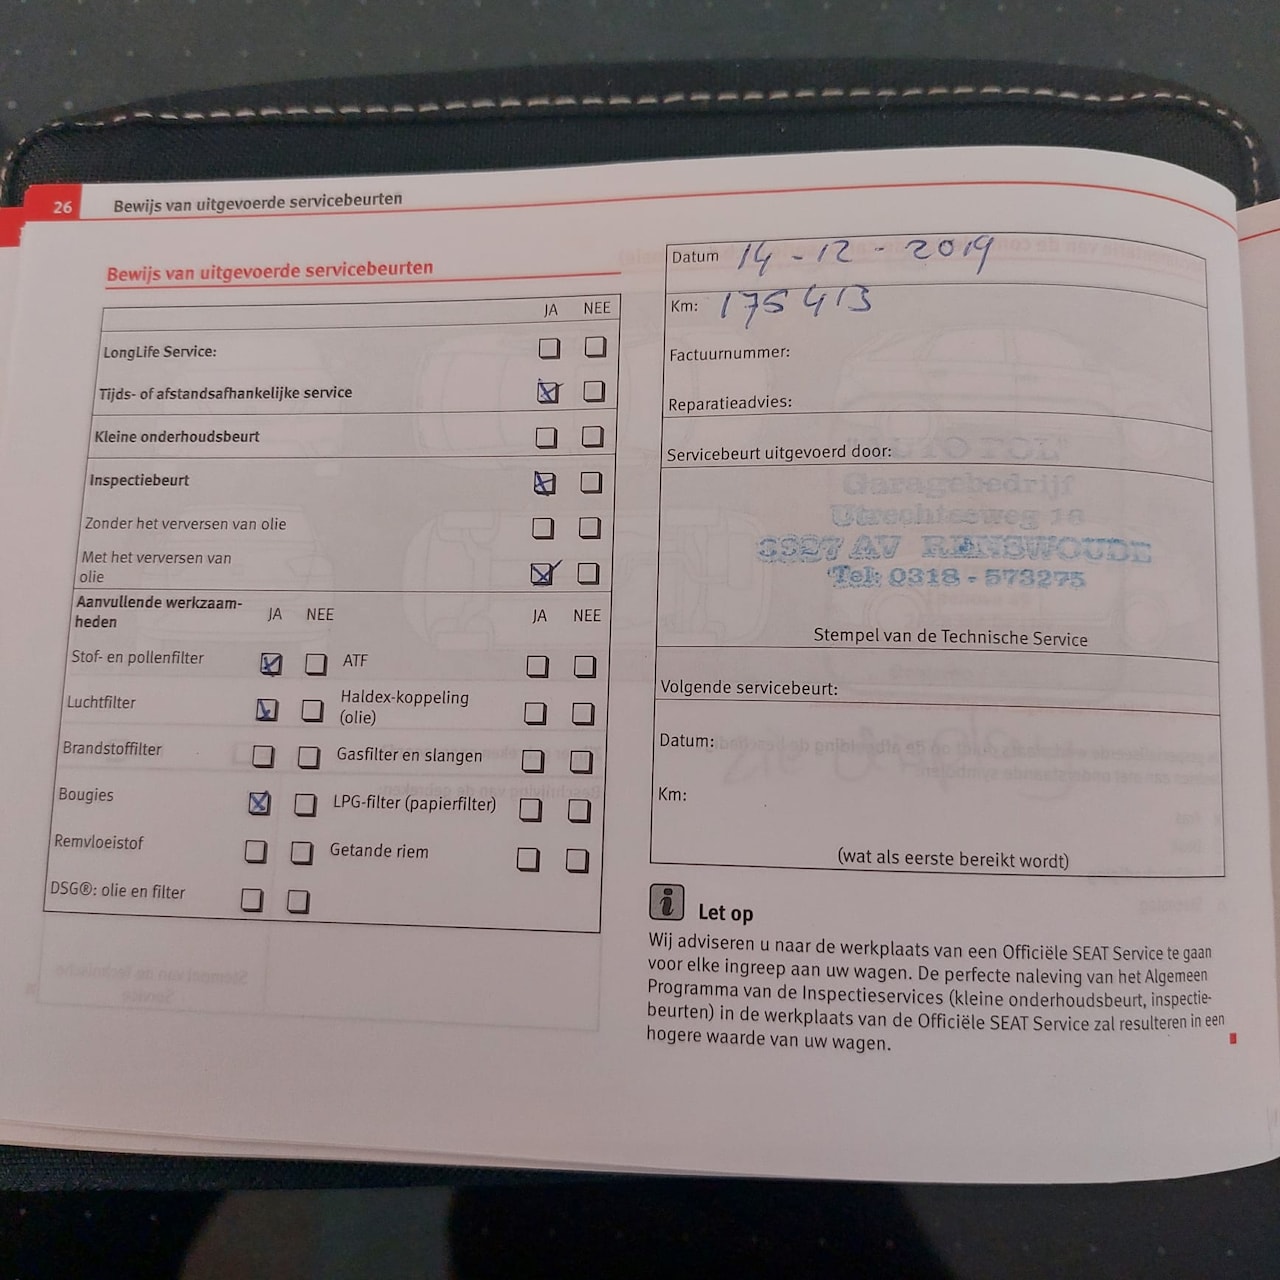 26 Bewijs van uitgevoerde servicebeurten
Bewijs van uitgevoerde servicebeurten
JA NEE
LongLife Service:
Tijds- of afstandsafhankelijke service
Kleine onderhoudsbeurt
Inspectiebeurt
Zonder het verversen van olie
Met het verversen van
olie
Aanvullende werkzaam-
heden
JA NEE JA NEE
Stof- en pollenfilter ATF
Luchtfilter Haldex-koppeling
(olie)
Brandstoffilter Gasfilter en slangen
Bougies LPG-filter (papierfilter)
Remvloeistof Getande riem
DSG®: olie en filter
Datum 14-12-2019
Km: 175413
Factuurnummer:
Reparatieadvies:
Servicebeurt uitgevoerd door:
"AUTO POL"
Garagebedrijf
Utrechtseweg 16
3927 AV RENSWOUDE
Tel: 0318 - 573275
Stempel van de Technische Service
Volgende servicebeurt:
Datum:
Km:
(wat als eerste bereikt wordt)
i Let op
Wij adviseren u naar de werkplaats van een Officiële SEAT Service te gaan
voor elke ingreep aan uw wagen. De perfecte naleving van het Algemeen
Programma van de Inspectieservices (kleine onderhoudsbeurt, inspectie-
beurten) in de werkplaats van de Officiële SEAT Service zal resulteren in een
hogere waarde van uw wagen.